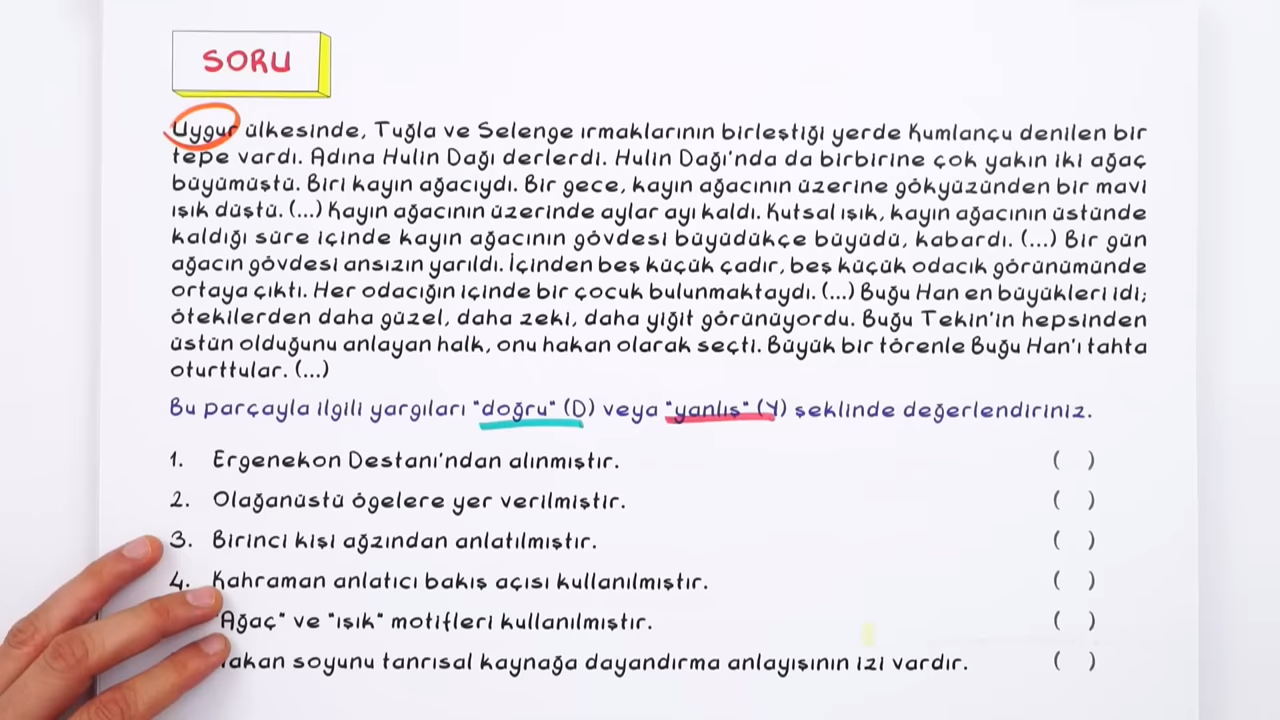 SORU
Uygur ülkesinde, Tuğla ve Selenge ırmaklarının birleştiği yerde Kumlançu denilen bir
tepe vardı. Adına Hulin Dağı derlerdi. Hulin Dağı'nda da birbirine çok yakın iki ağaç
büyümüştü. Biri kayın ağacıydı. Bir gece, kayın ağacının üzerine gökyüzünden bir mavi
ışık düştü. (...) Kayın ağacının üzerinde aylar ayı kaldı. Kutsal ışık, kayın ağacının üstünde
kaldığı süre içinde kayın ağacının gövdesi büyüdükçe büyüdü, kabardı. (...) Bir gün
ağacın gövdesi ansızın yarıldı. İçinden beş küçük çadır, beş küçük odacık görünümünde
ortaya çıktı. Her odacığın içinde bir çocuk bulunmaktaydı. (...) Buğu Han en büyükleri idi;
ötekilerden daha güzel, daha zeki, daha yiğit görünüyordu. Buğu Tekin'in hepsinden
üstün olduğunu anlayan halk, onu hakan olarak seçti. Büyük bir törenle Buğu Han'ı tahta
oturttular. (...)
Bu parçayla ilgili yargıları "doğru" (D) veya "yanlış" (Y) şeklinde değerlendiriniz.
1. Ergenekon Destanı'ndan alınmıştır. ( )
2. Olağanüstü ögelere yer verilmiştir. ( )
3. Birinci kişi ağzından anlatılmıştır. ( )
4. Kahraman anlatıcı bakış açısı kullanılmıştır. ( )
"Ağaç" ve "ışık" motifleri kullanılmıştır. ( )
akan soyunu tanrısal kaynağa dayandırma anlayışının izi vardır. ( )